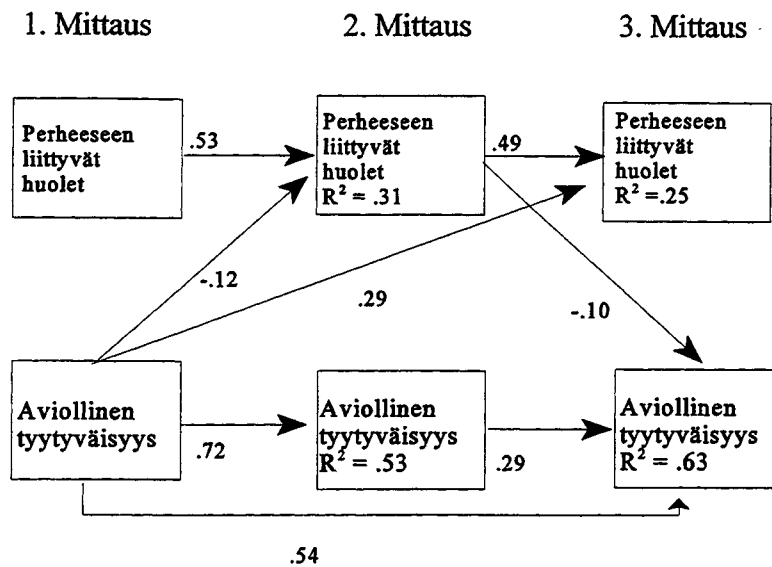 1. Mittaus
2. Mittaus
3. Mittaus
Perheeseen
liittyvät
huolet
.53
Perheeseen
liittyvät
huolet
R² = .31
.49
Perheeseen
liittyvät
huolet
R² =.25
-.12
.29
-.10
Aviollinen
tyytyväisyys
.72
Aviollinen
tyytyväisyys
R² = .53
.29
Aviollinen
tyytyväisyys
R² = .63
.54